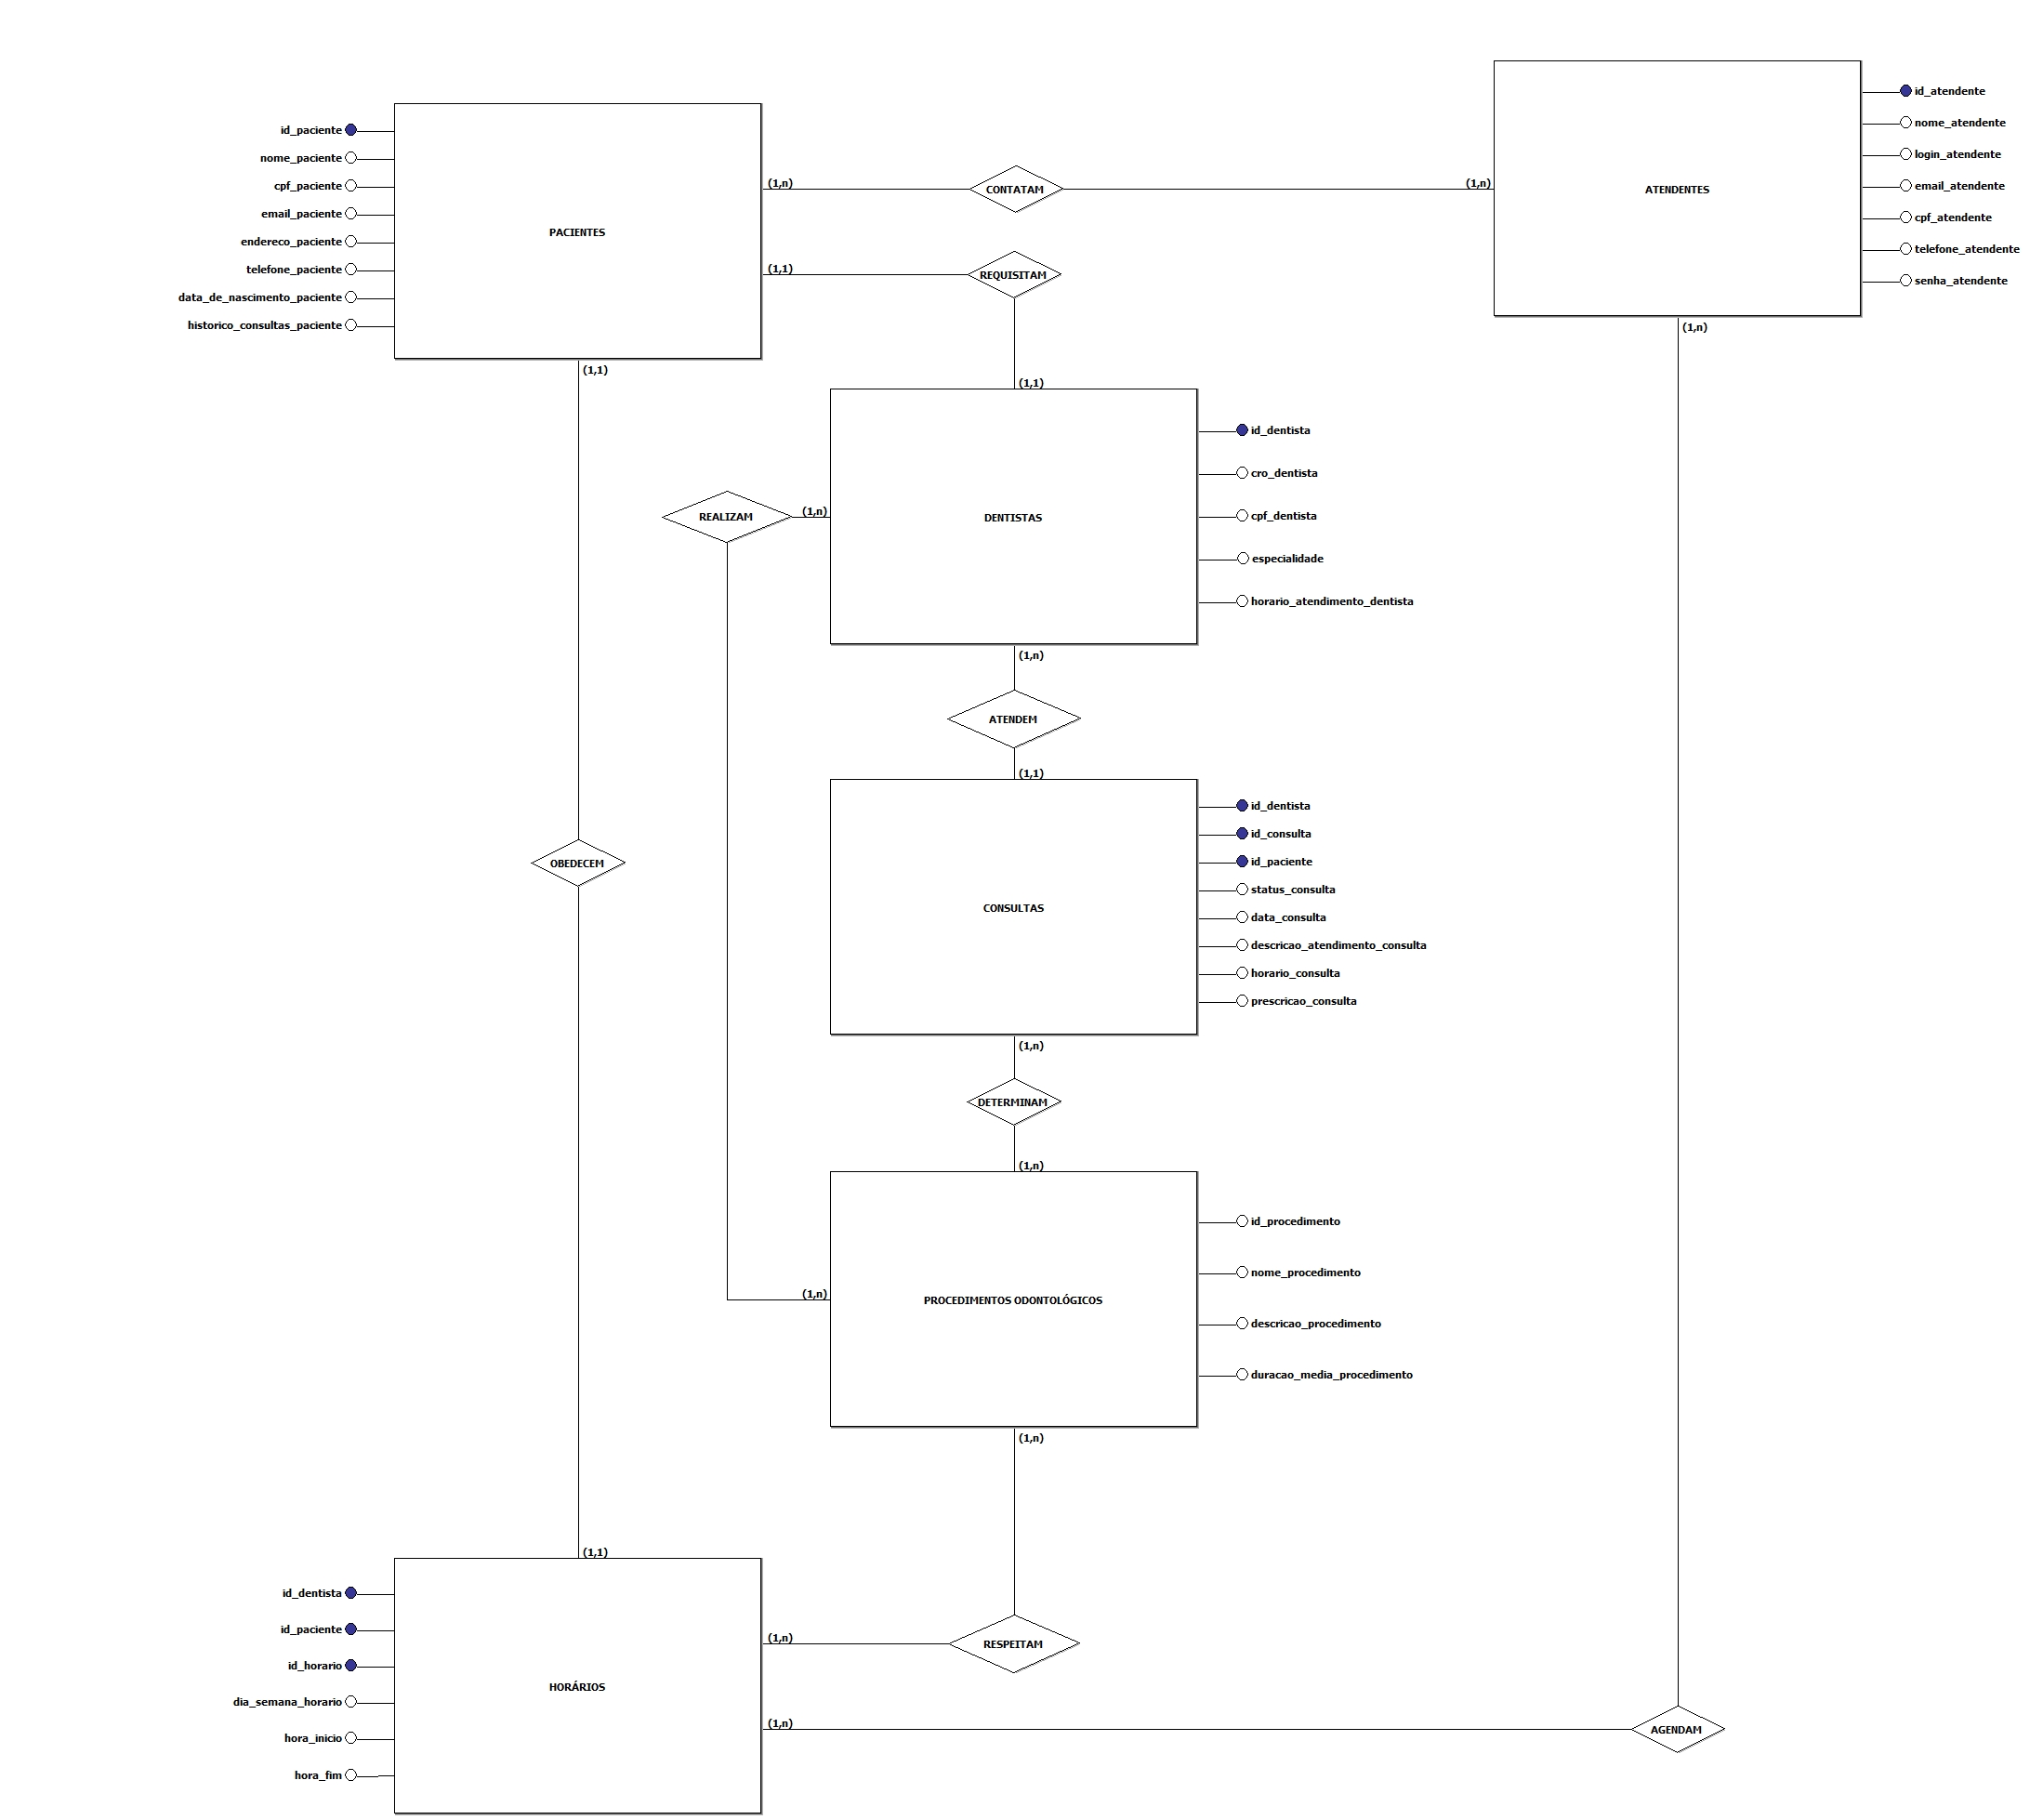 id_paciente
nome_paciente
cpf_paciente
email_paciente
endereco_paciente
telefone_paciente
data_de_nascimento_paciente
historico_consultas_paciente
PACIENTES
(1,n)
CONTATAM
(1,n)
ATENDENTES
id_atendente
nome_atendente
login_atendente
email_atendente
cpf_atendente
telefone_atendente
senha_atendente
(1,1)
REQUISITAM
(1,n)
(1,1)
(1,1)
REALIZAM
(1,n)
DENTISTAS
id_dentista
cro_dentista
cpf_dentista
especialidade
horario_atendimento_dentista
(1,n)
ATENDEM
(1,1)
OBEDECEM
CONSULTAS
id_dentista
id_consulta
id_paciente
status_consulta
data_consulta
descricao_atendimento_consulta
horario_consulta
prescricao_consulta
(1,n)
DETERMINAM
(1,n)
(1,n)
PROCEDIMENTOS ODONTOLÓGICOS
id_procedimento
nome_procedimento
descricao_procedimento
duracao_media_procedimento
(1,n)
(1,1)
id_dentista
id_paciente
id_horario
dia_semana_horario
hora_inicio
hora_fim
HORÁRIOS
(1,n)
RESPEITAM
(1,n)
AGENDAM